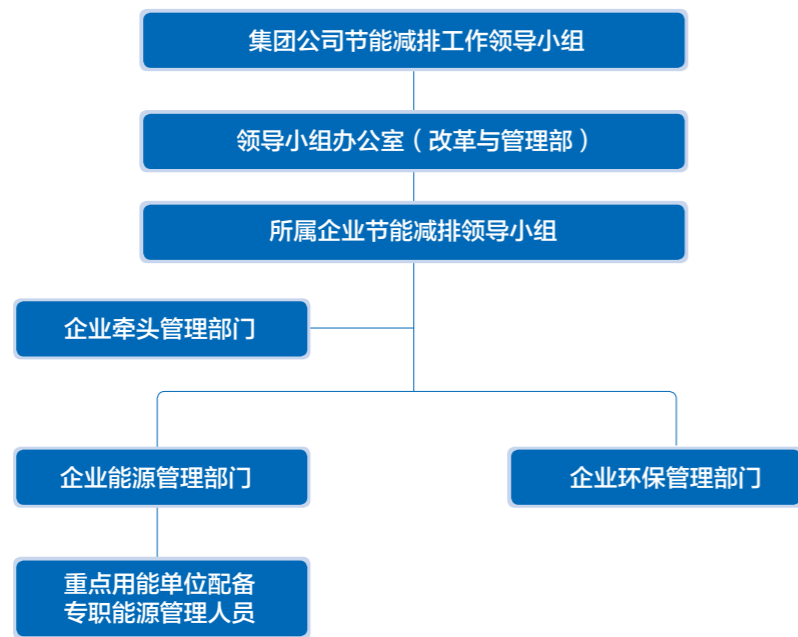 集团公司节能减排工作领导小组
领导小组办公室（改革与管理部）
所属企业节能减排领导小组
企业牵头管理部门
企业能源管理部门
企业环保管理部门
重点用能单位配备
专职能源管理人员